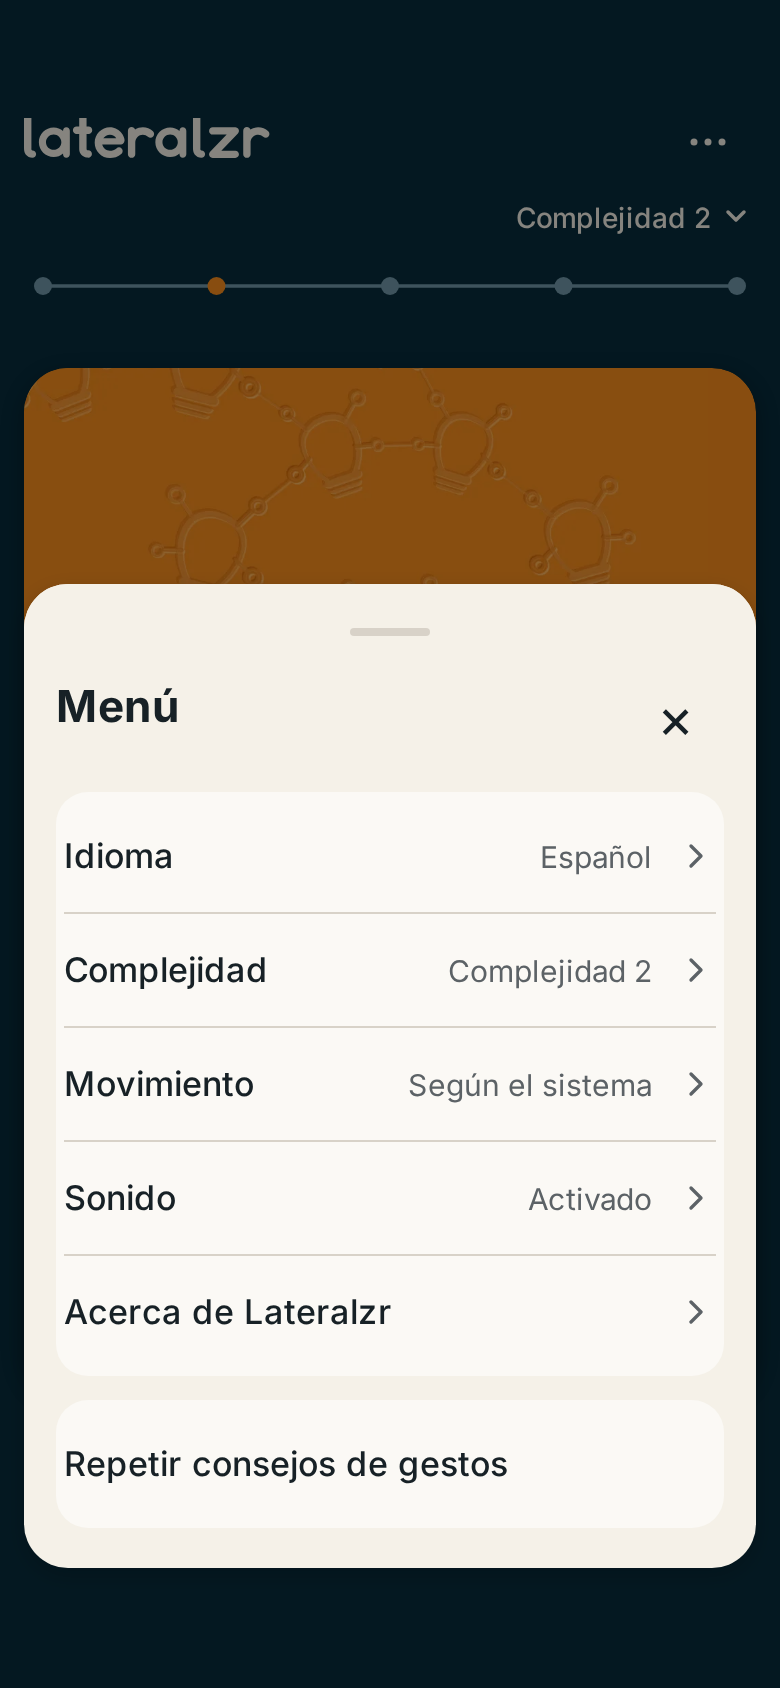 lateralzr
Complejidad 2
Menú
Idioma
Español
Complejidad
Complejidad 2
Movimiento
Según el sistema
Sonido
Activado
Acerca de Lateralzr
Repetir consejos de gestos